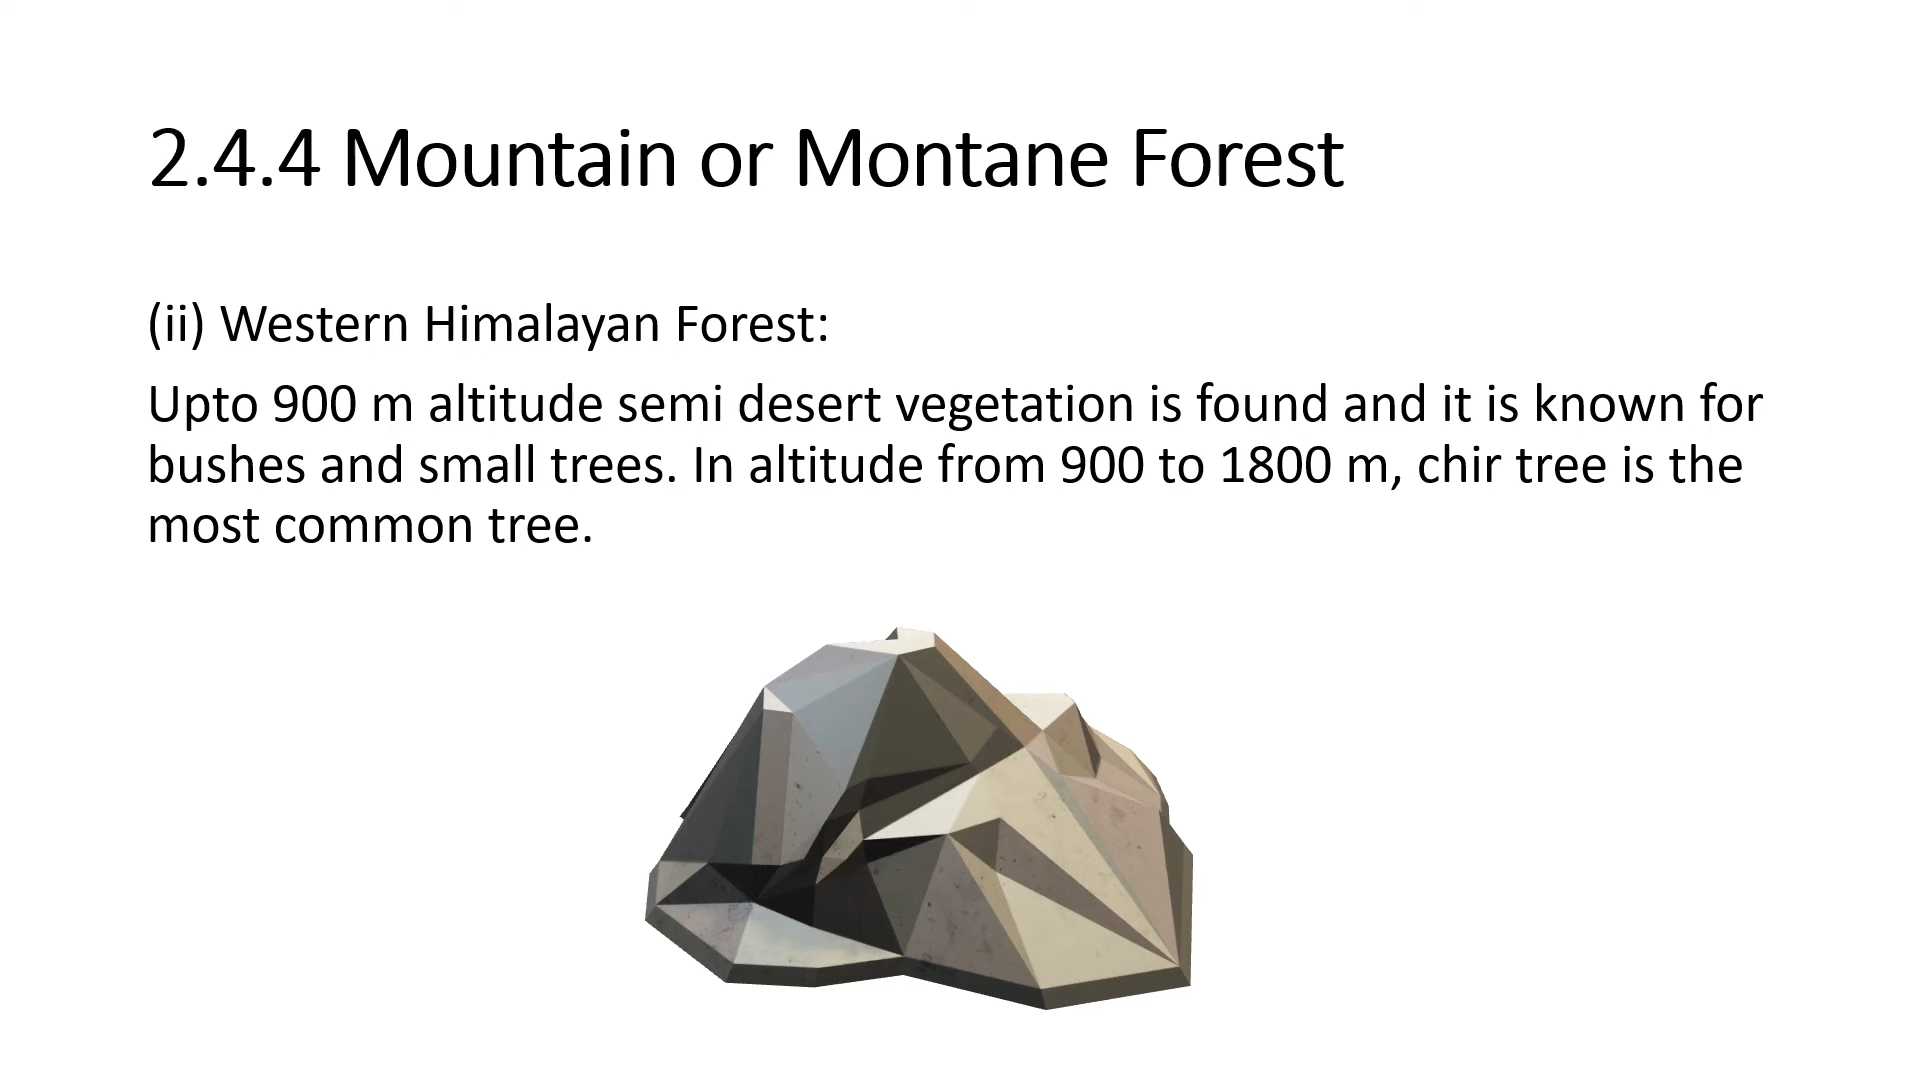 2.4.4 Mountain or Montane Forest
(ii) Western Himalayan Forest:
Upto 900 m altitude semi desert vegetation is found and it is known for
bushes and small trees. In altitude from 900 to 1800 m, chir tree is the
most common tree.